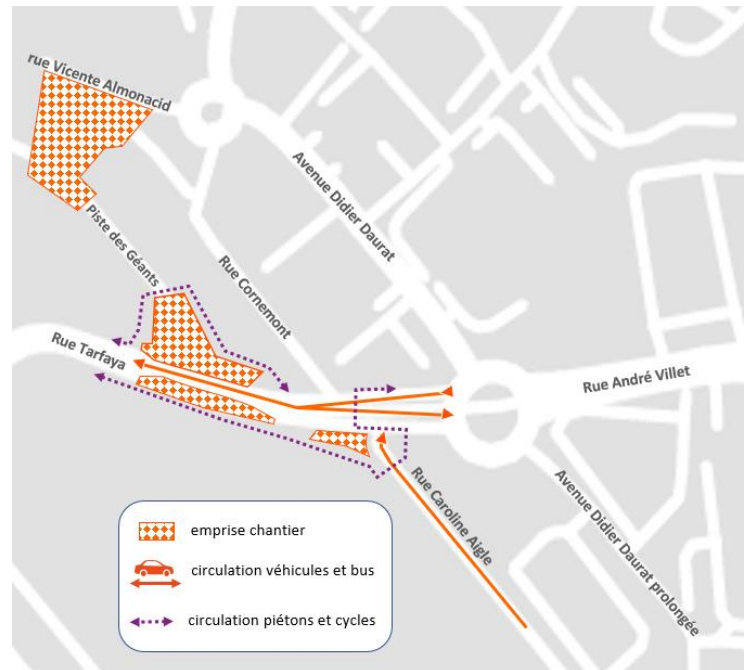 rue Vicente Almonacid
Avenue Didier Daurat
Piste des Géants
Rue Cornemont
Rue Tarfaya
Rue André Villet
Rue Caroline Aigle
Avenue Didier Daurat prolongée
emprise chantier
circulation véhicules et bus
circulation piétons et cycles